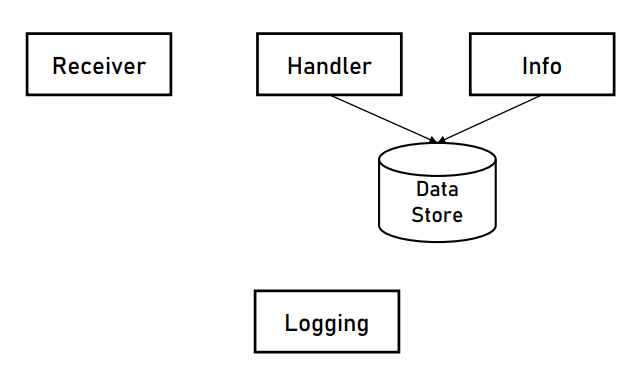 Receiver
Handler
Info
Data
Store
Logging